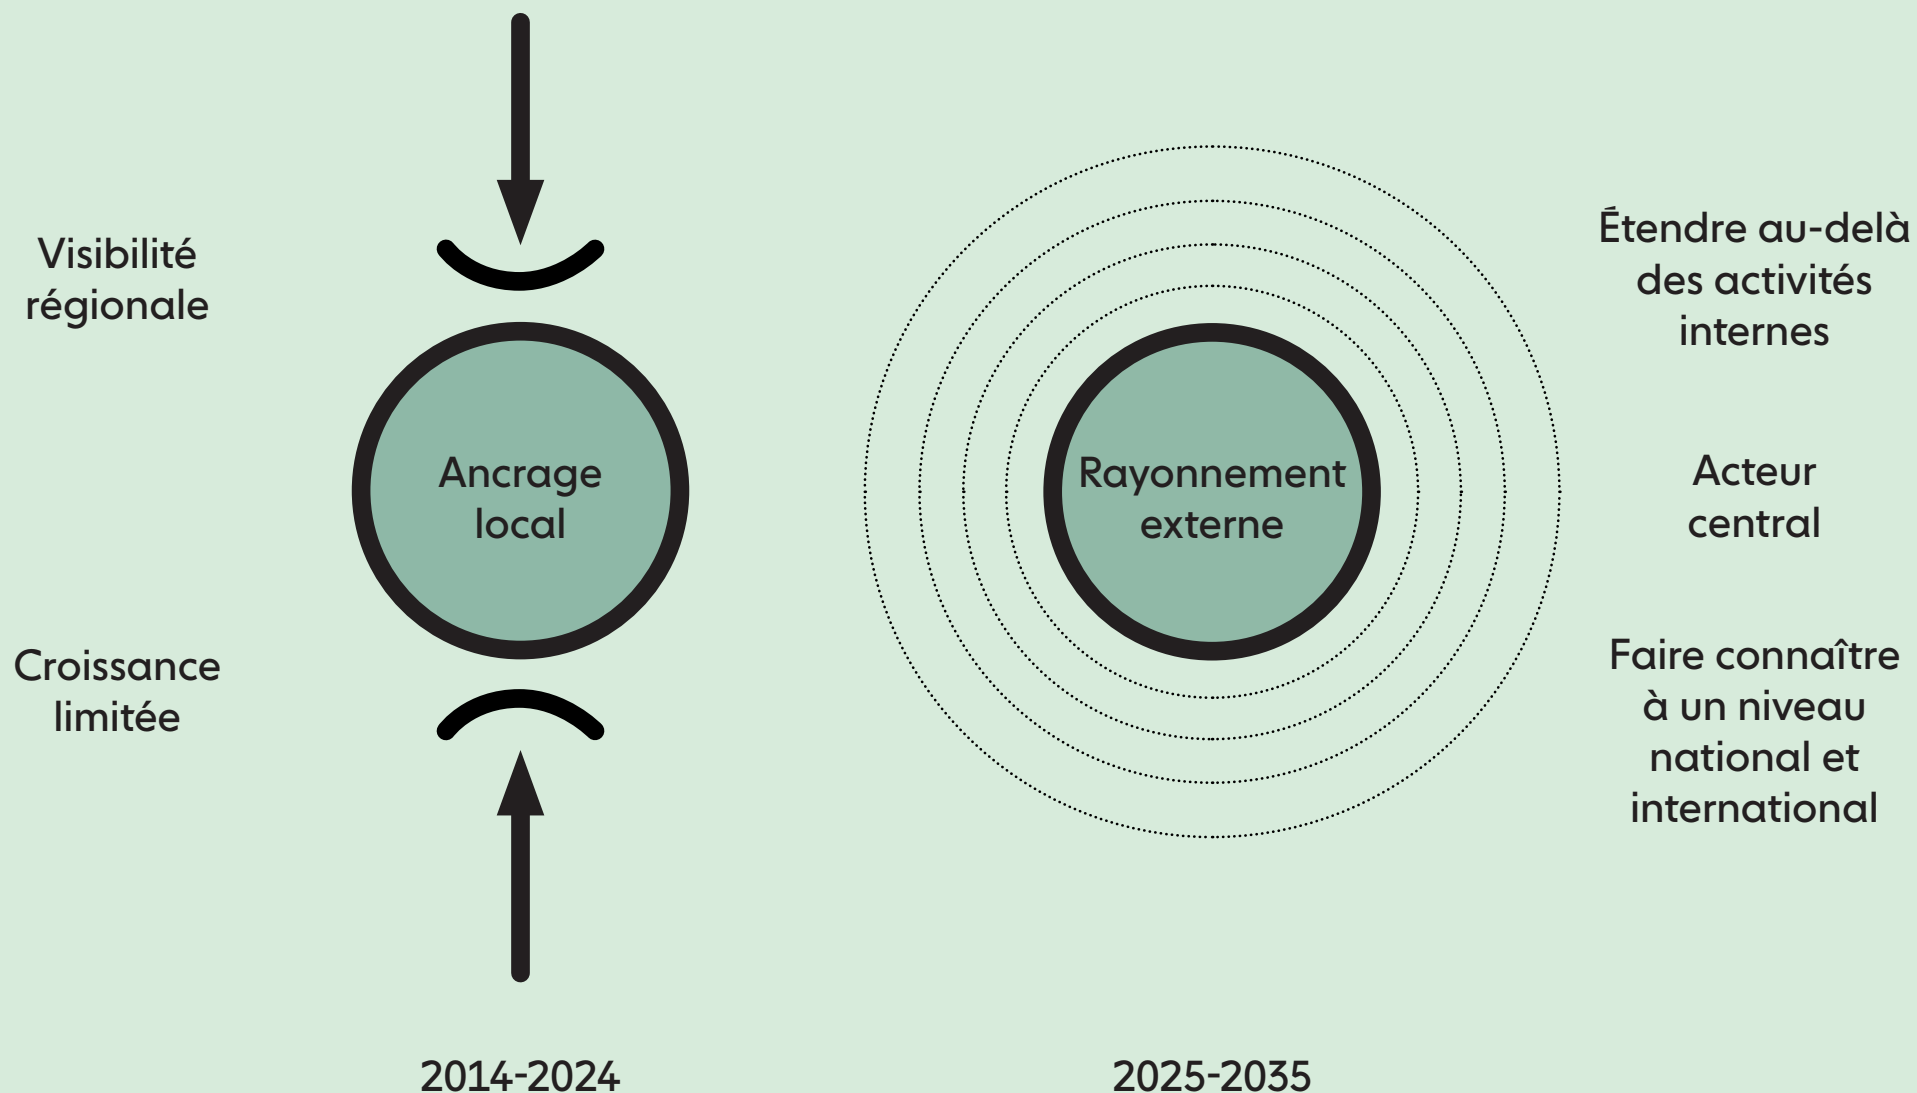 Visibilité
régionale
Croissance
limitée
Ancrage
local
2014-2024
Rayonnement
externe
2025-2035
Étendre au-delà
des activités
internes
Acteur
central
Faire connaître
à un niveau
national et
international